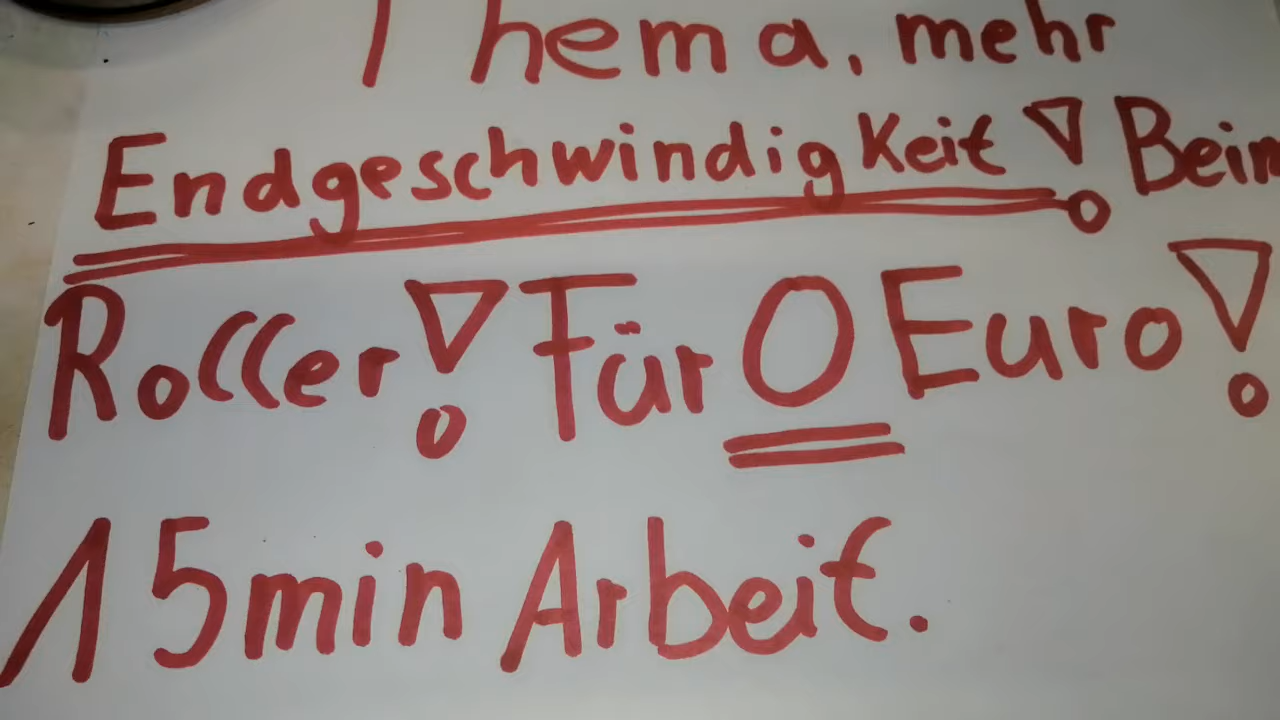 Thema, mehr
Endgeschwindigkeit! Beim
Roller! Für 0 Euro!
15min Arbeit.